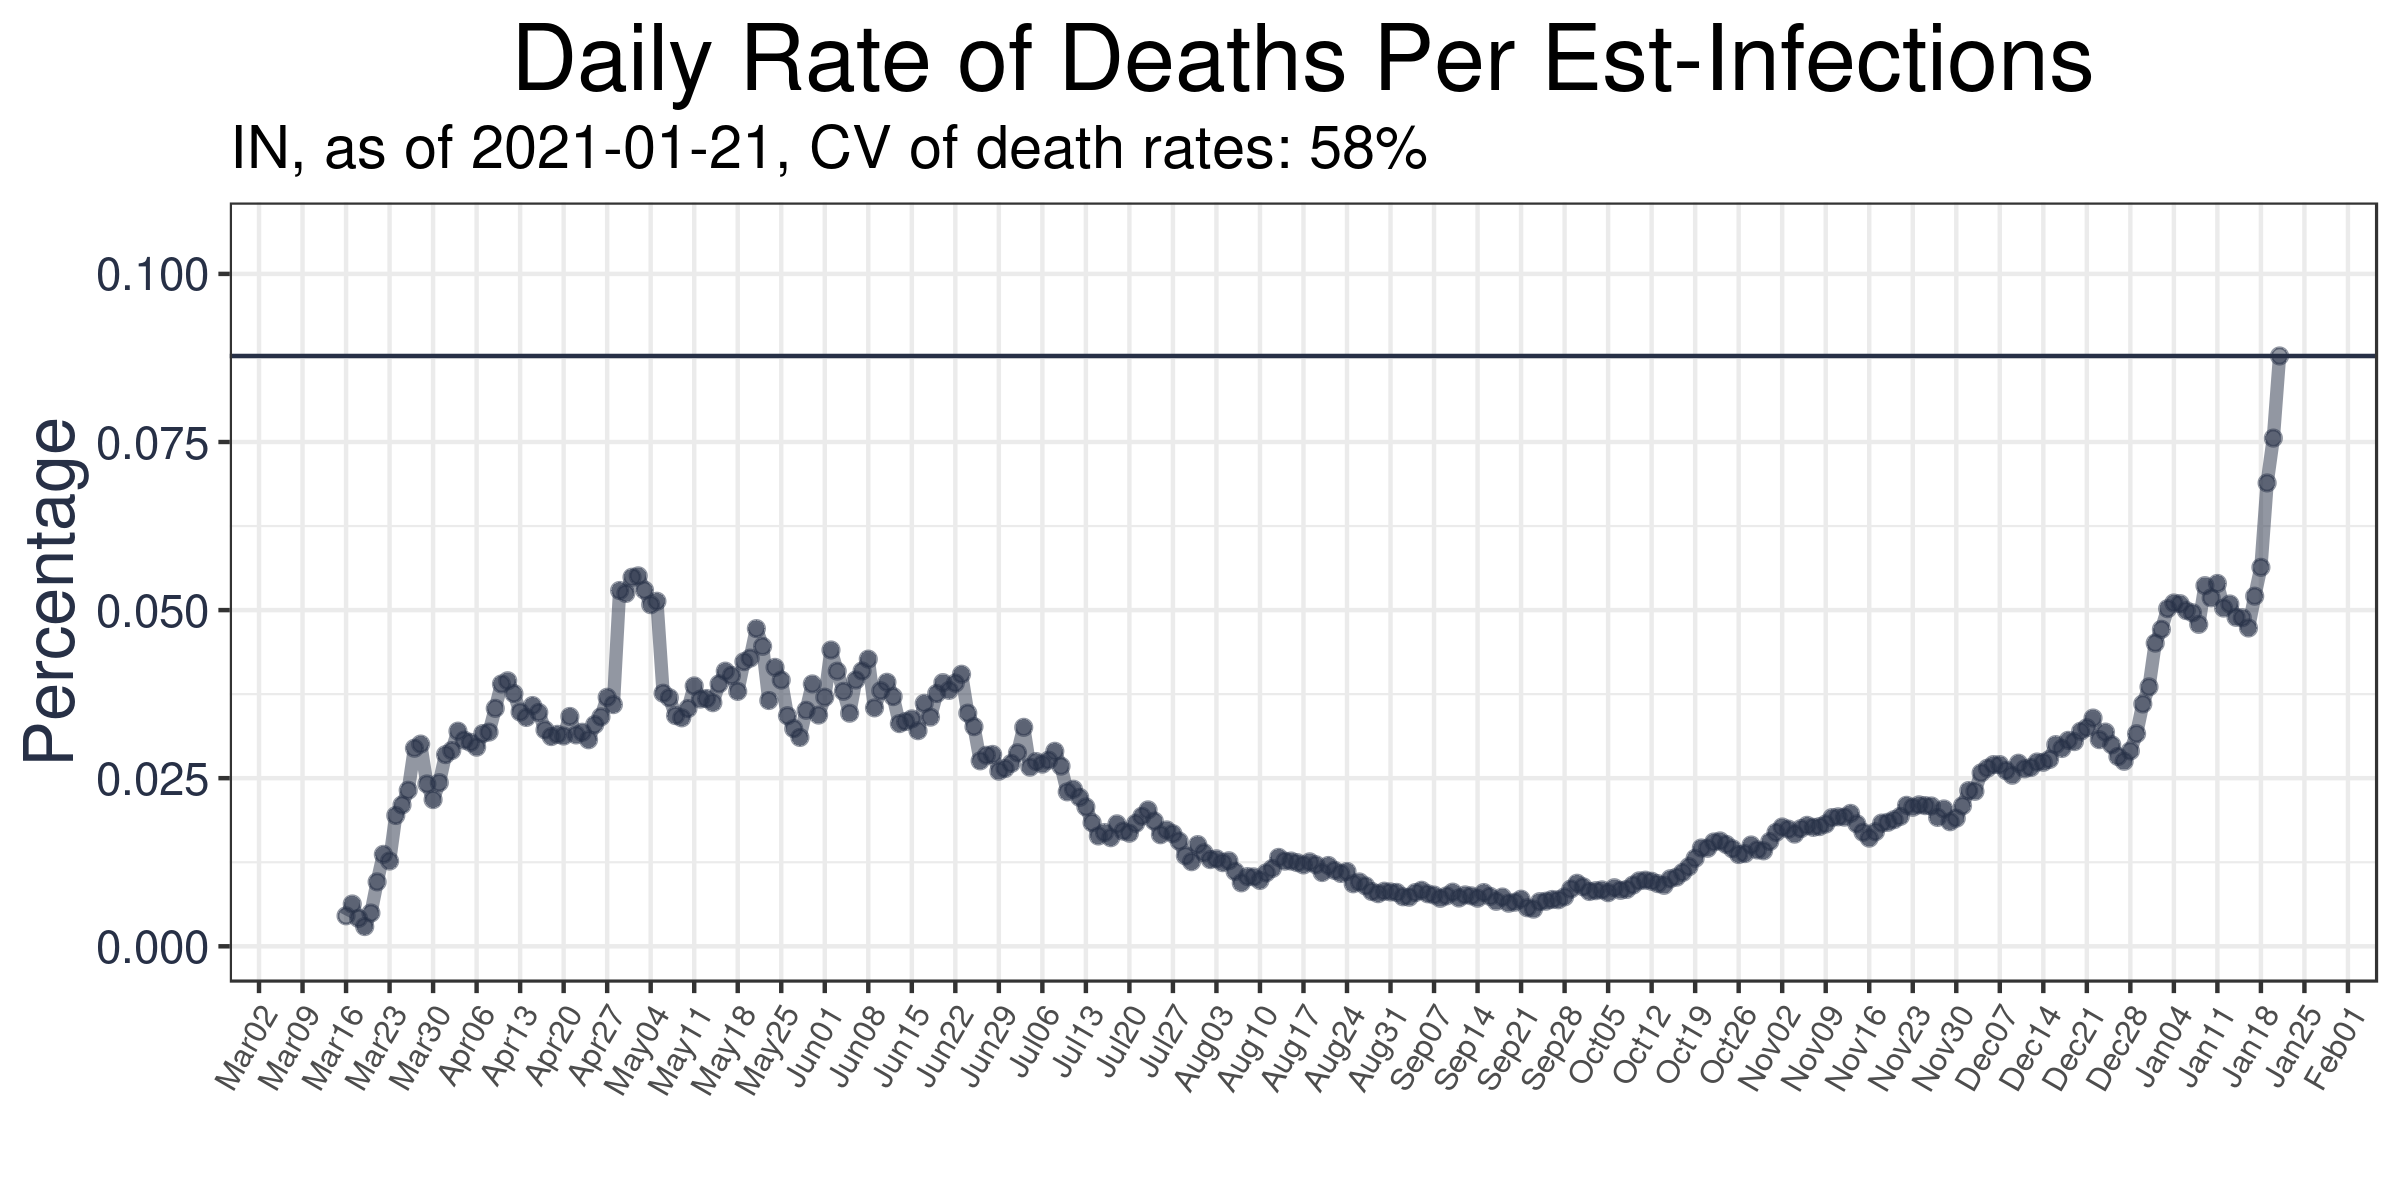 Daily Rate of Deaths Per Est-Infections
IN, as of 2021-01-21, CV of death rates: 58%
Percentage
0.100
0.075
0.050
0.025
0.000
Mar02
Mar09
Mar16
Mar23
Mar30
Apr06
Apr13
Apr20
Apr27
May04
May11
May18
May25
Jun01
Jun08
Jun15
Jun22
Jun29
Jul06
Jul13
Jul20
Jul27
Aug03
Aug10
Aug17
Aug24
Aug31
Sep07
Sep14
Sep21
Sep28
Oct05
Oct12
Oct19
Oct26
Nov02
Nov09
Nov16
Nov23
Nov30
Dec07
Dec14
Dec21
Dec28
Jan04
Jan11
Jan18
Jan25
Feb01